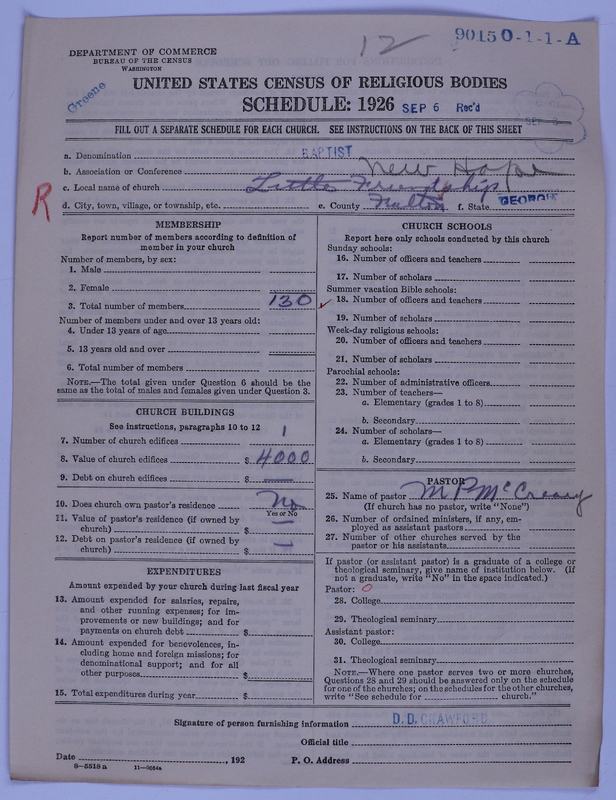 12
90150-1-1-A
DEPARTMENT OF COMMERCE
BUREAU OF THE CENSUS
WASHINGTON
Greene
UNITED STATES CENSUS OF RELIGIOUS BODIES
SCHEDULE: 1926 SEP 6 Rec'd
FILL OUT A SEPARATE SCHEDULE FOR EACH CHURCH. SEE INSTRUCTIONS ON THE BACK OF THIS SHEET
a. Denomination BAPTIST
b. Association or Conference New Hope
c. Local name of church Little Friendship
d. City, town, village, or township, etc. e. County Fulton f. State GEORGIA
R
MEMBERSHIP
Report number of members according to definition of
member in your church
Number of members, by sex:
1. Male
2. Female
3. Total number of members 130
Number of members under and over 13 years old:
4. Under 13 years of age
5. 13 years old and over
6. Total number of members
NOTE.—The total given under Question 6 should be the
same as the total of males and females given under Question 3.
CHURCH BUILDINGS
See instructions, paragraphs 10 to 12
7. Number of church edifices 1
8. Value of church edifices $ 4000
9. Debt on church edifices $ —
10. Does church own pastor's residence No
Yes or No
11. Value of pastor's residence (if owned by
church) $ —
12. Debt on pastor's residence (if owned by
church) $ —
EXPENDITURES
Amount expended by your church during last fiscal year
13. Amount expended for salaries, repairs,
and other running expenses; for im-
provements or new buildings; and for
payments on church debt $
14. Amount expended for benevolences, in-
cluding home and foreign missions; for
denominational support; and for all
other purposes $
15. Total expenditures during year $
CHURCH SCHOOLS
Report here only schools conducted by this church
Sunday schools:
16. Number of officers and teachers
17. Number of scholars
Summer vacation Bible schools:
18. Number of officers and teachers
19. Number of scholars
Week-day religious schools:
20. Number of officers and teachers
21. Number of scholars
Parochial schools:
22. Number of administrative officers
23. Number of teachers—
a. Elementary (grades 1 to 8)
b. Secondary
24. Number of scholars—
a. Elementary (grades 1 to 8)
b. Secondary
PASTOR
25. Name of pastor M P McCreary
(If church has no pastor, write "None")
26. Number of ordained ministers, if any, em-
ployed as assistant pastors
27. Number of other churches served by the
pastor or his assistants
If pastor (or assistant pastor) is a graduate of a college or
theological seminary, give name of institution below. (If
not a graduate, write "No" in the space indicated.)
Pastor: 0
28. College
29. Theological seminary
Assistant pastor:
30. College
31. Theological seminary
NOTE.—Where one pastor serves two or more churches,
Questions 28 and 29 should be answered only on the schedule
for one of the churches; on the schedules for the other churches,
write "See schedule for church."
Signature of person furnishing information D. D. CRAWFORD
Official title
Date , 192 P. O. Address
8—5518 a 11—9084a